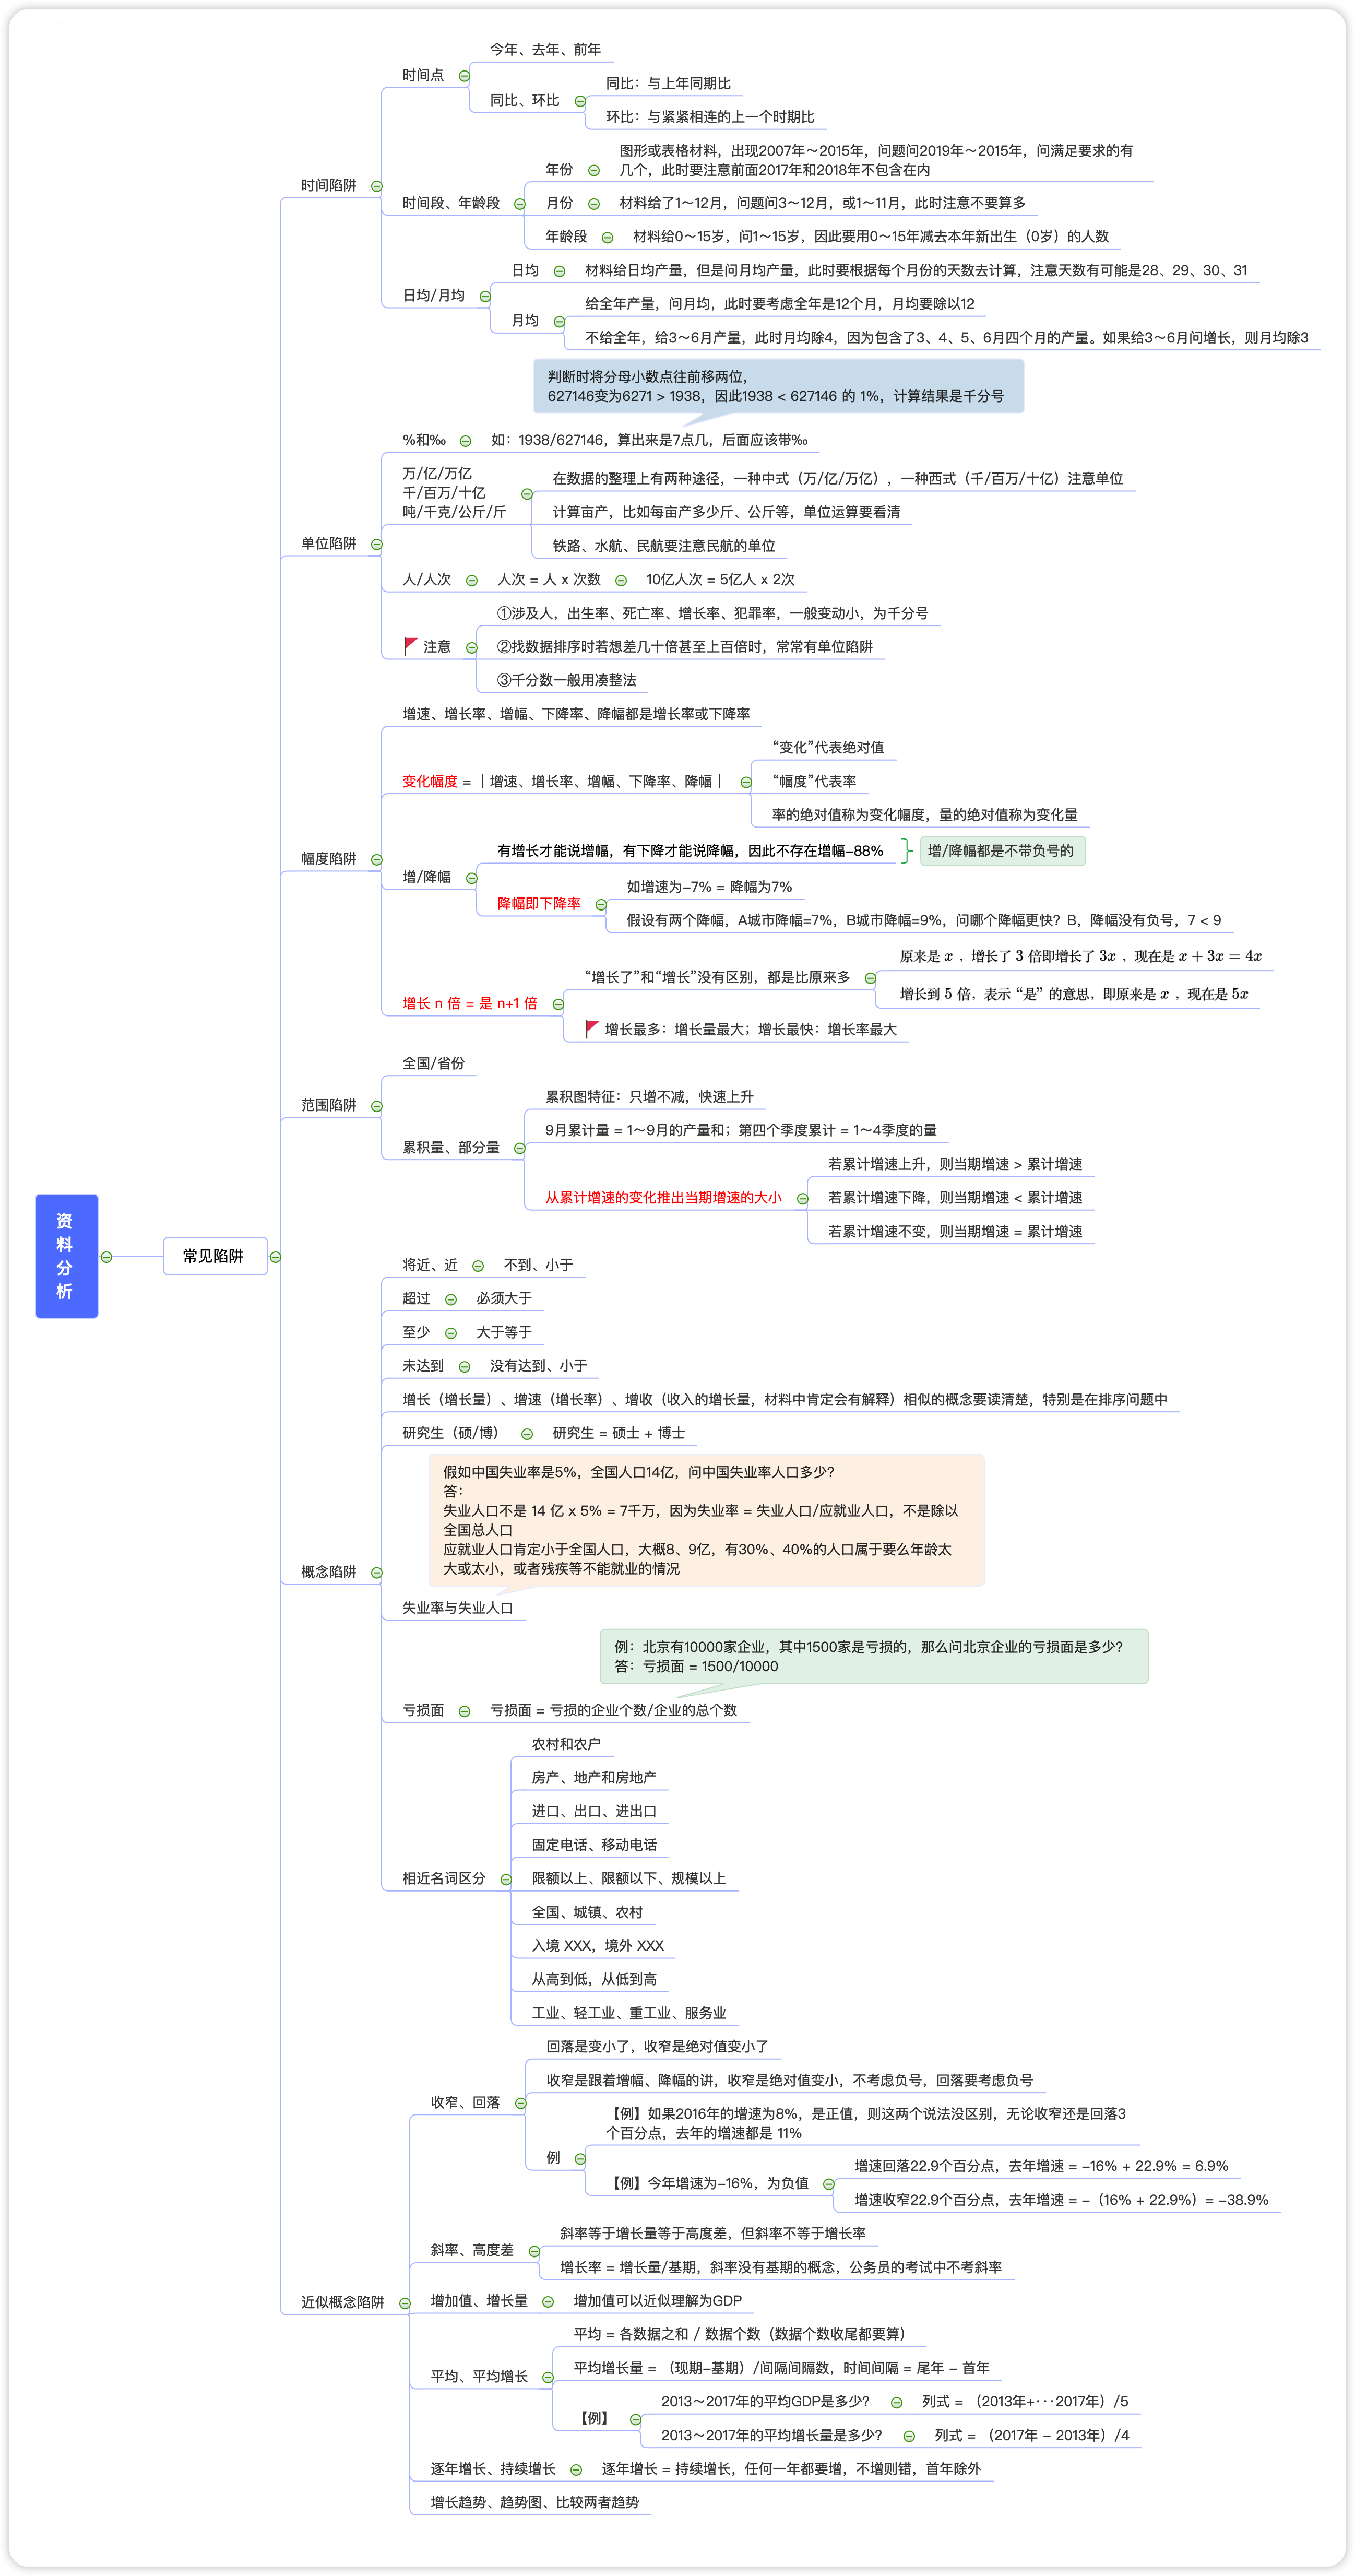 资料分析
常见陷阱
时间陷阱
时间点
今年、去年、前年
同比、环比
同比：与上年同期比
环比：与紧紧相连的上一个时期比
时间段、年龄段
年份
图形或表格材料，出现2007年～2015年，问题问2019年～2015年，问满足要求的有
几个，此时要注意前面2017年和2018年不包含在内
月份
材料给了1～12月，问题问3～12月，或1～11月，此时注意不要算多
年龄段
材料给0～15岁，问1～15岁，因此要用0～15年减去本年新出生（0岁）的人数
日均/月均
日均
材料给日均产量，但是问月均产量，此时要根据每个月份的天数去计算，注意天数有可能是28、29、30、31
月均
给全年产量，问月均，此时要考虑全年是12个月，月均要除以12
不给全年，给3～6月产量，此时月均除4，因为包含了3、4、5、6月四个月的产量。如果给3～6月问增长，则月均除3
单位陷阱
判断时将分母小数点往前移两位，
627146变为6271 > 1938，因此1938 < 627146 的 1%，计算结果是千分号
%和‰
如：1938/627146，算出来是7点几，后面应该带‰
万/亿/万亿
千/百万/十亿
吨/千克/公斤/斤
在数据的整理上有两种途径，一种中式（万/亿/万亿），一种西式（千/百万/十亿）注意单位
计算亩产，比如每亩产多少斤、公斤等，单位运算要看清
铁路、水航、民航要注意民航的单位
人/人次
人次 = 人 x 次数
10亿人次 = 5亿人 x 2次
注意
①涉及人，出生率、死亡率、增长率、犯罪率，一般变动小，为千分号
②找数据排序时若想差几十倍甚至上百倍时，常常有单位陷阱
③千分数一般用凑整法
幅度陷阱
增速、增长率、增幅、下降率、降幅都是增长率或下降率
变化幅度 = ｜增速、增长率、增幅、下降率、降幅｜
“变化”代表绝对值
“幅度”代表率
率的绝对值称为变化幅度，量的绝对值称为变化量
增/降幅
有增长才能说增幅，有下降才能说降幅，因此不存在增幅-88%
增/降幅都是不带负号的
降幅即下降率
如增速为-7% = 降幅为7%
假设有两个降幅，A城市降幅=7%，B城市降幅=9%，问哪个降幅更快？B，降幅没有负号，7 < 9
增长 n 倍 = 是 n+1 倍
“增长了”和“增长”没有区别，都是比原来多
原来是 x ，增长了 3 倍即增长了 3x ，现在是 x + 3x = 4x
增长到 5 倍，表示 “是” 的意思，即原来是 x ，现在是 5x
增长最多：增长量最大；增长最快：增长率最大
范围陷阱
全国/省份
累积量、部分量
累积图特征：只增不减，快速上升
9月累计量 = 1～9月的产量和；第四个季度累计 = 1～4季度的量
从累计增速的变化推出当期增速的大小
若累计增速上升，则当期增速 > 累计增速
若累计增速下降，则当期增速 < 累计增速
若累计增速不变，则当期增速 = 累计增速
概念陷阱
将近、近
不到、小于
超过
必须大于
至少
大于等于
未达到
没有达到、小于
增长（增长量）、增速（增长率）、增收（收入的增长量，材料中肯定会有解释）相似的概念要读清楚，特别是在排序问题中
研究生（硕/博）
研究生 = 硕士 + 博士
假如中国失业率是5%，全国人口14亿，问中国失业率人口多少？
答：
失业人口不是 14 亿 x 5% = 7千万，因为失业率 = 失业人口/应就业人口，不是除以
全国总人口
应就业人口肯定小于全国人口，大概8、9亿，有30%、40%的人口属于要么年龄太
大或太小，或者残疾等不能就业的情况
失业率与失业人口
例：北京有10000家企业，其中1500家是亏损的，那么问北京企业的亏损面是多少？
答：亏损面 = 1500/10000
亏损面
亏损面 = 亏损的企业个数/企业的总个数
相近名词区分
农村和农户
房产、地产和房地产
进口、出口、进出口
固定电话、移动电话
限额以上、限额以下、规模以上
全国、城镇、农村
入境 XXX，境外 XXX
从高到低，从低到高
工业、轻工业、重工业、服务业
近似概念陷阱
收窄、回落
回落是变小了，收窄是绝对值变小了
收窄是跟着增幅、降幅的讲，收窄是绝对值变小，不考虑负号，回落要考虑负号
例
【例】如果2016年的增速为8%，是正值，则这两个说法没区别，无论收窄还是回落3
个百分点，去年的增速都是 11%
【例】今年增速为-16%，为负值
增速回落22.9个百分点，去年增速 = -16% + 22.9% = 6.9%
增速收窄22.9个百分点，去年增速 = -（16% + 22.9%）= -38.9%
斜率、高度差
斜率等于增长量等于高度差，但斜率不等于增长率
增长率 = 增长量/基期，斜率没有基期的概念，公务员的考试中不考斜率
增加值、增长量
增加值可以近似理解为GDP
平均、平均增长
平均 = 各数据之和 / 数据个数（数据个数收尾都要算）
平均增长量 = （现期-基期）/间隔间隔数，时间间隔 = 尾年 - 首年
【例】
2013～2017年的平均GDP是多少？
列式 = （2013年+···2017年）/5
2013～2017年的平均增长量是多少？
列式 = （2017年 - 2013年）/4
逐年增长、持续增长
逐年增长 = 持续增长，任何一年都要增，不增则错，首年除外
增长趋势、趋势图、比较两者趋势